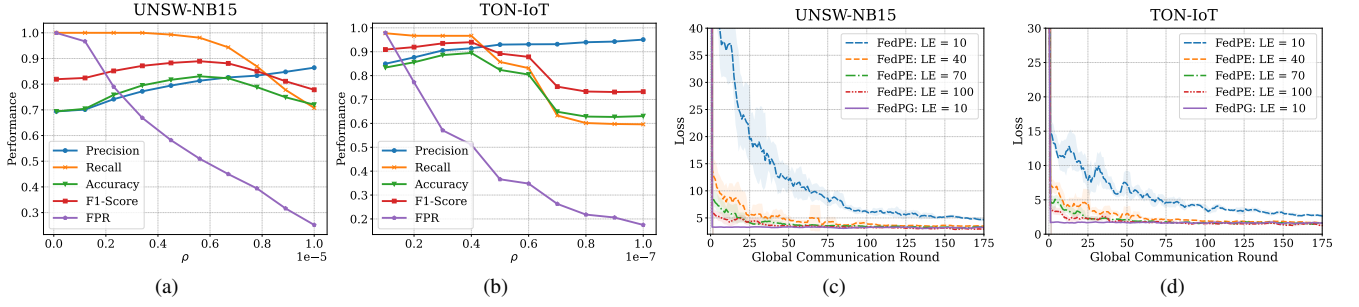 UNSW-NB15
1.0
0.9
0.8
0.7
0.6
0.5
0.4
0.3
Performance
Precision
Recall
Accuracy
F1-Score
FPR
0.0 0.2 0.4 0.6 0.8 1.0
ρ
1e−5
(a)
TON-IoT
1.0
0.9
0.8
0.7
0.6
0.5
0.4
0.3
0.2
Performance
Precision
Recall
Accuracy
F1-Score
FPR
0.2 0.4 0.6 0.8 1.0
ρ
1e−7
(b)
UNSW-NB15
40
35
30
25
20
15
10
5
Loss
FedPE: LE = 10
FedPE: LE = 40
FedPE: LE = 70
FedPE: LE = 100
FedPG: LE = 10
0 25 50 75 100 125 150 175
Global Communication Round
(c)
TON-IoT
30
25
20
15
10
5
0
Loss
FedPE: LE = 10
FedPE: LE = 40
FedPE: LE = 70
FedPE: LE = 100
FedPG: LE = 10
0 25 50 75 100 125 150 175
Global Communication Round
(d)